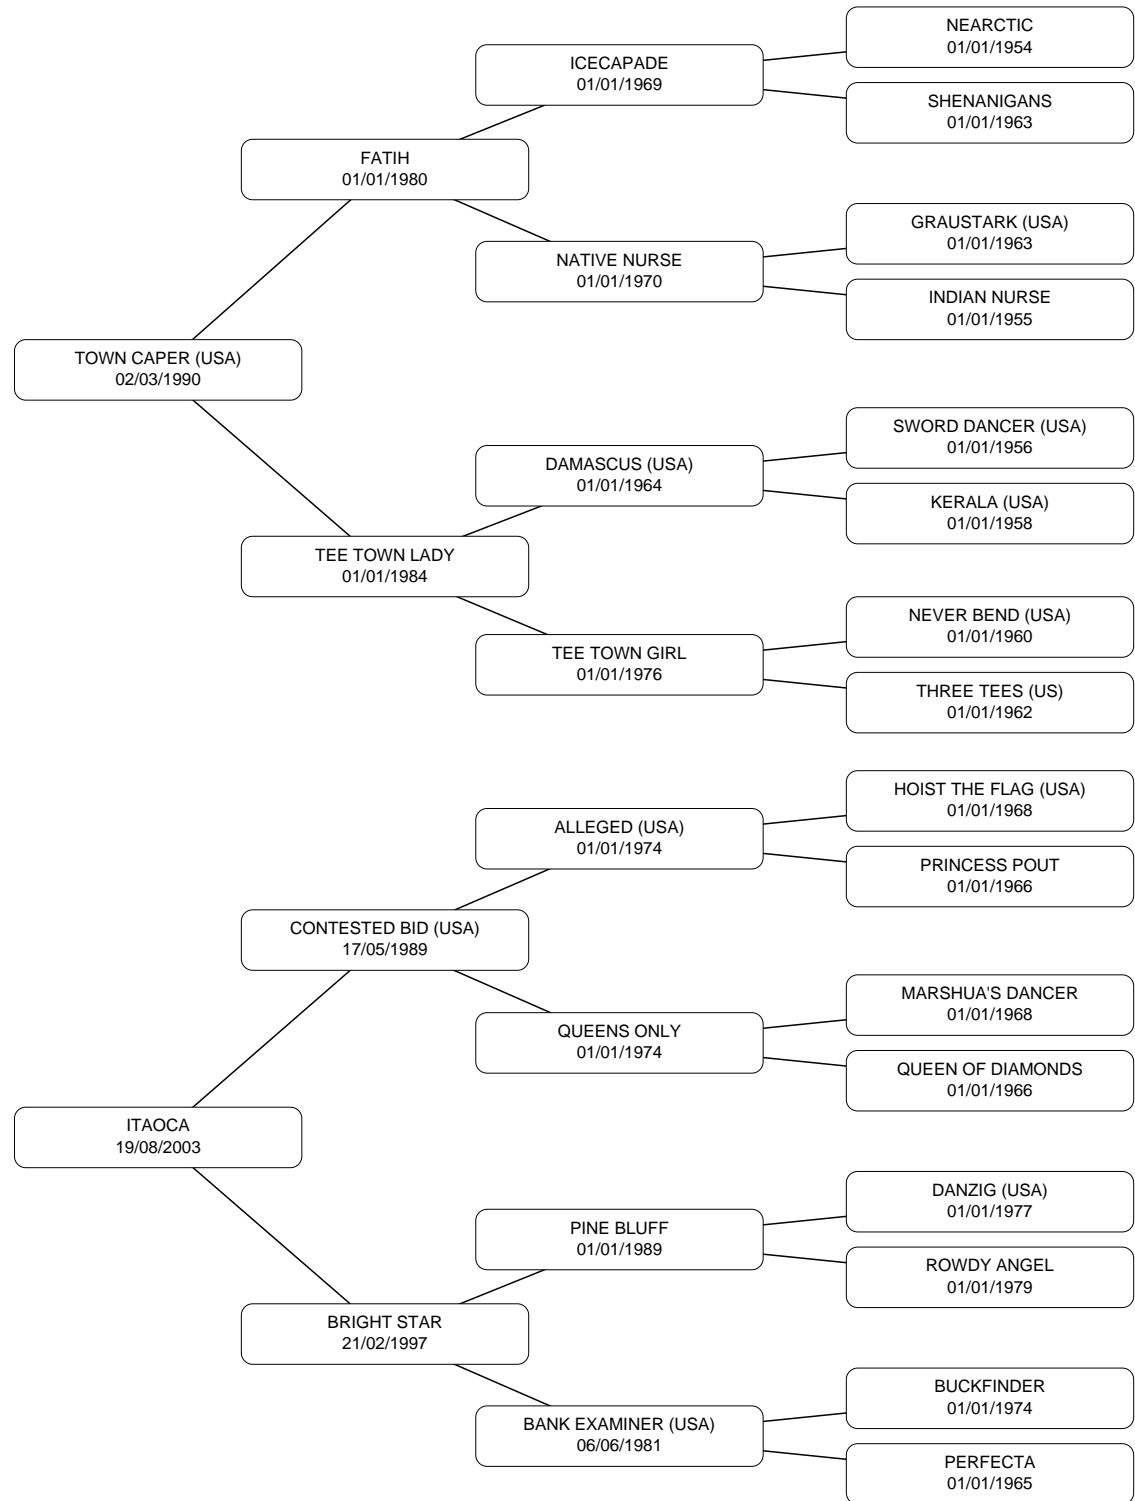 NEARCTIC
01/01/1954
ICECAPADE
01/01/1969
SHENANIGANS
01/01/1963
FATIH
01/01/1980
GRAUSTARK (USA)
01/01/1963
NATIVE NURSE
01/01/1970
INDIAN NURSE
01/01/1955
TOWN CAPER (USA)
02/03/1990
SWORD DANCER (USA)
01/01/1956
DAMASCUS (USA)
01/01/1964
KERALA (USA)
01/01/1958
TEE TOWN LADY
01/01/1984
NEVER BEND (USA)
01/01/1960
TEE TOWN GIRL
01/01/1976
THREE TEES (US)
01/01/1962
HOIST THE FLAG (USA)
01/01/1968
ALLEGED (USA)
01/01/1974
PRINCESS POUT
01/01/1966
CONTESTED BID (USA)
17/05/1989
MARSHUA'S DANCER
01/01/1968
QUEENS ONLY
01/01/1974
QUEEN OF DIAMONDS
01/01/1966
ITAOCA
19/08/2003
DANZIG (USA)
01/01/1977
PINE BLUFF
01/01/1989
ROWDY ANGEL
01/01/1979
BRIGHT STAR
21/02/1997
BUCKFINDER
01/01/1974
BANK EXAMINER (USA)
06/06/1981
PERFECTA
01/01/1965